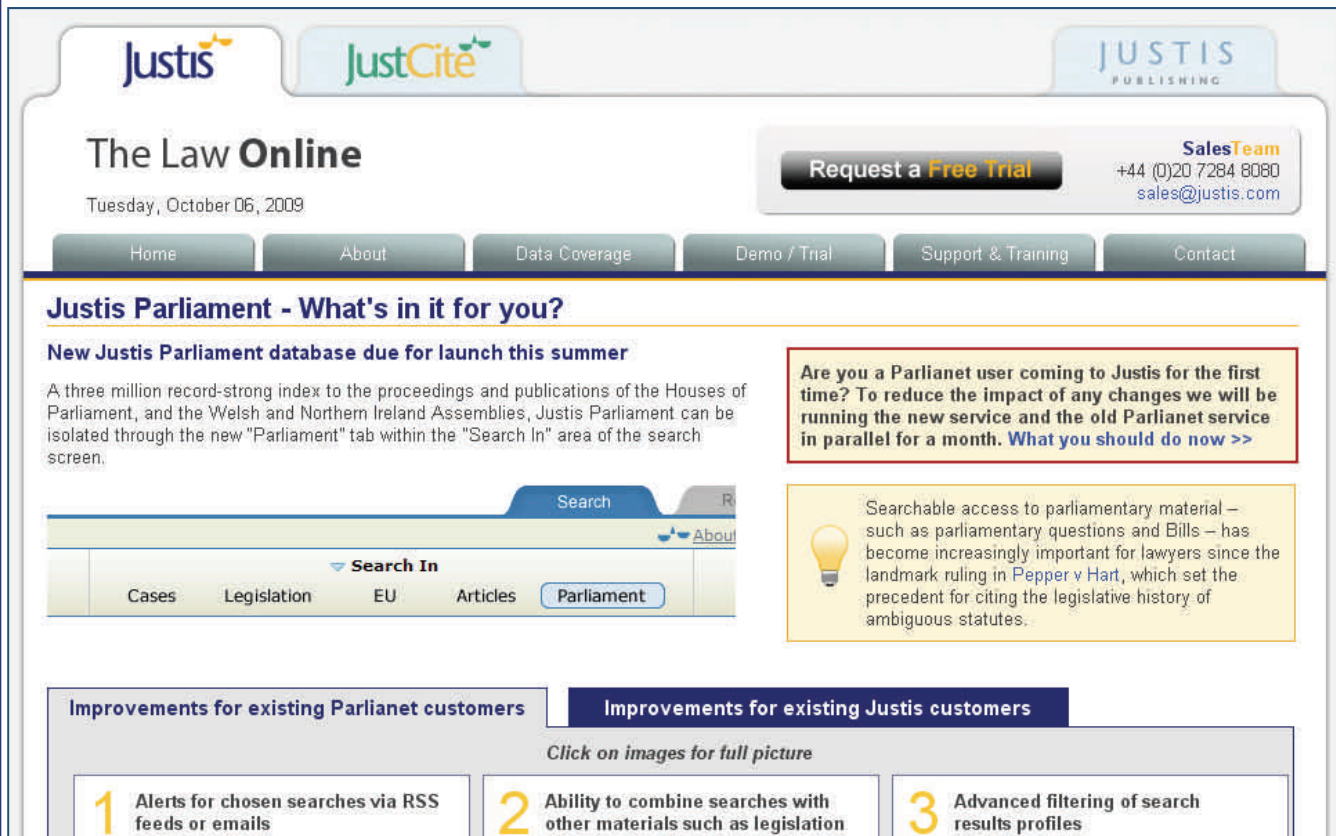 Justis
JustCite
JUSTIS
PUBLISHING
The Law Online
Tuesday, October 06, 2009
Request a Free Trial
SalesTeam
+44 (0)20 7284 8080
sales@justis.com
Home About Data Coverage Demo / Trial Support & Training Contact
Justis Parliament - What's in it for you?
New Justis Parliament database due for launch this summer
A three million record-strong index to the proceedings and publications of the Houses of
Parliament, and the Welsh and Northern Ireland Assemblies, Justis Parliament can be
isolated through the new "Parliament" tab within the "Search In" area of the search
screen.
Are you a Parlianet user coming to Justis for the first
time? To reduce the impact of any changes we will be
running the new service and the old Parlianet service
in parallel for a month. What you should do now >>
Search
About
Search In
Cases Legislation EU Articles Parliament
Searchable access to parliamentary material –
such as parliamentary questions and Bills – has
become increasingly important for lawyers since the
landmark ruling in Pepper v Hart, which set the
precedent for citing the legislative history of
ambiguous statutes.
Improvements for existing Parlianet customers
Improvements for existing Justis customers
Click on images for full picture
1 Alerts for chosen searches via RSS
feeds or emails
2 Ability to combine searches with
other materials such as legislation
3 Advanced filtering of search
results profiles